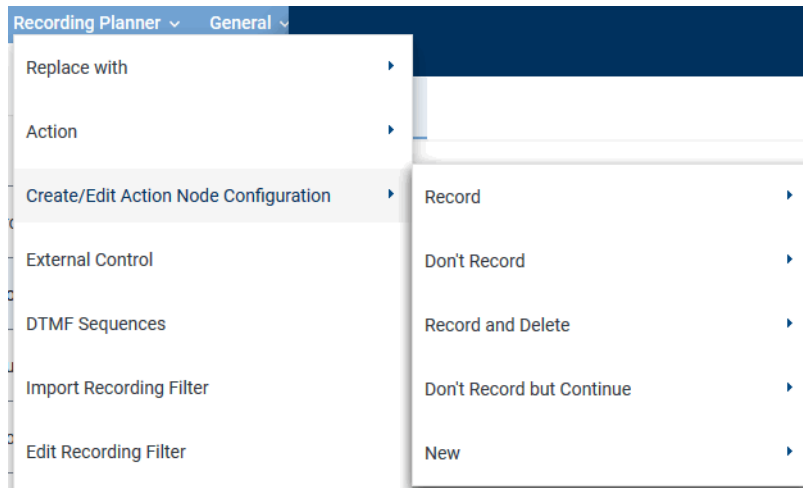 Recording Planner General
Replace with
Action
Create/Edit Action Node Configuration
External Control
DTMF Sequences
Import Recording Filter
Edit Recording Filter
Record
Don't Record
Record and Delete
Don't Record but Continue
New